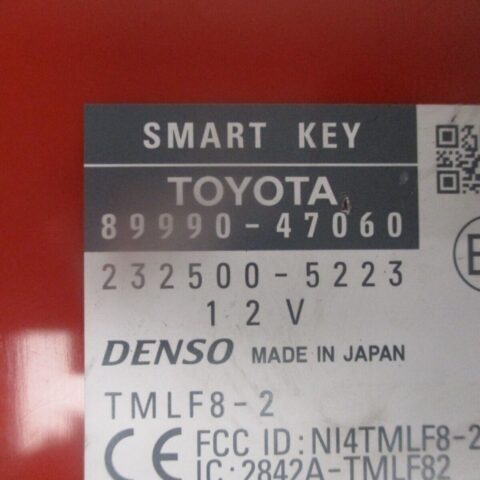 SMART KEY
TOYOTA
89990-47060
232500-5223
12V
DENSO MADE IN JAPAN
TMLF8-2
CE FCC ID: NI4TMLF8-2
IC: 2842A-TMLF82